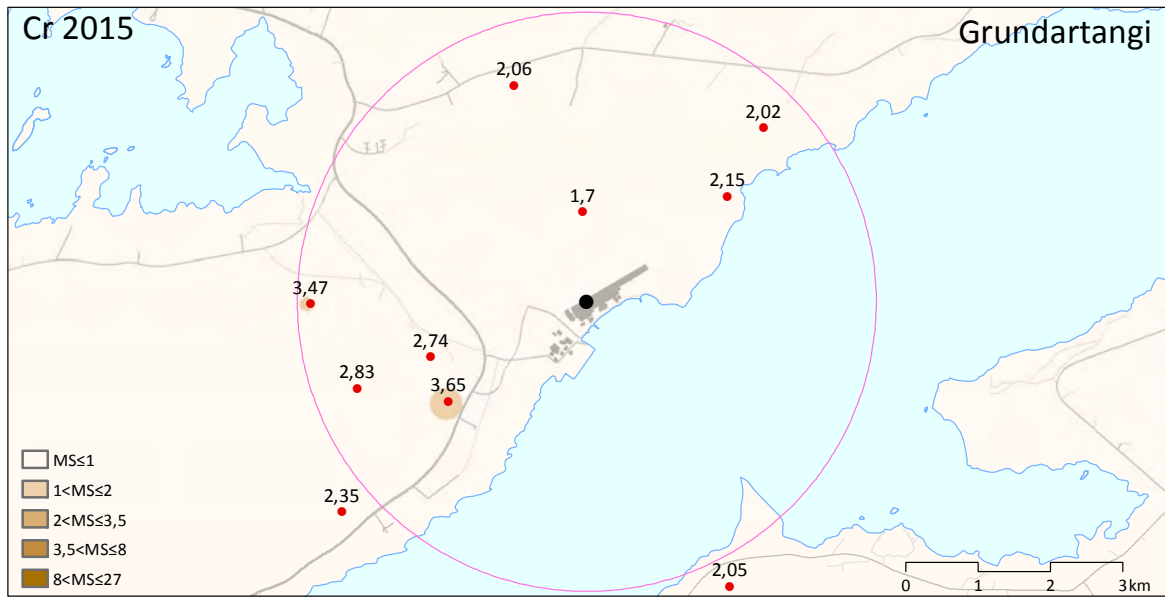 Cr 2015
Grundartangi
2,06
2,02
2,15
1,7
3,47
2,74
2,83
3,65
2,35
2,05
MS≤1
1<MS≤2
2<MS≤3,5
3,5<MS≤8
8<MS≤27
0 1 2 3 km